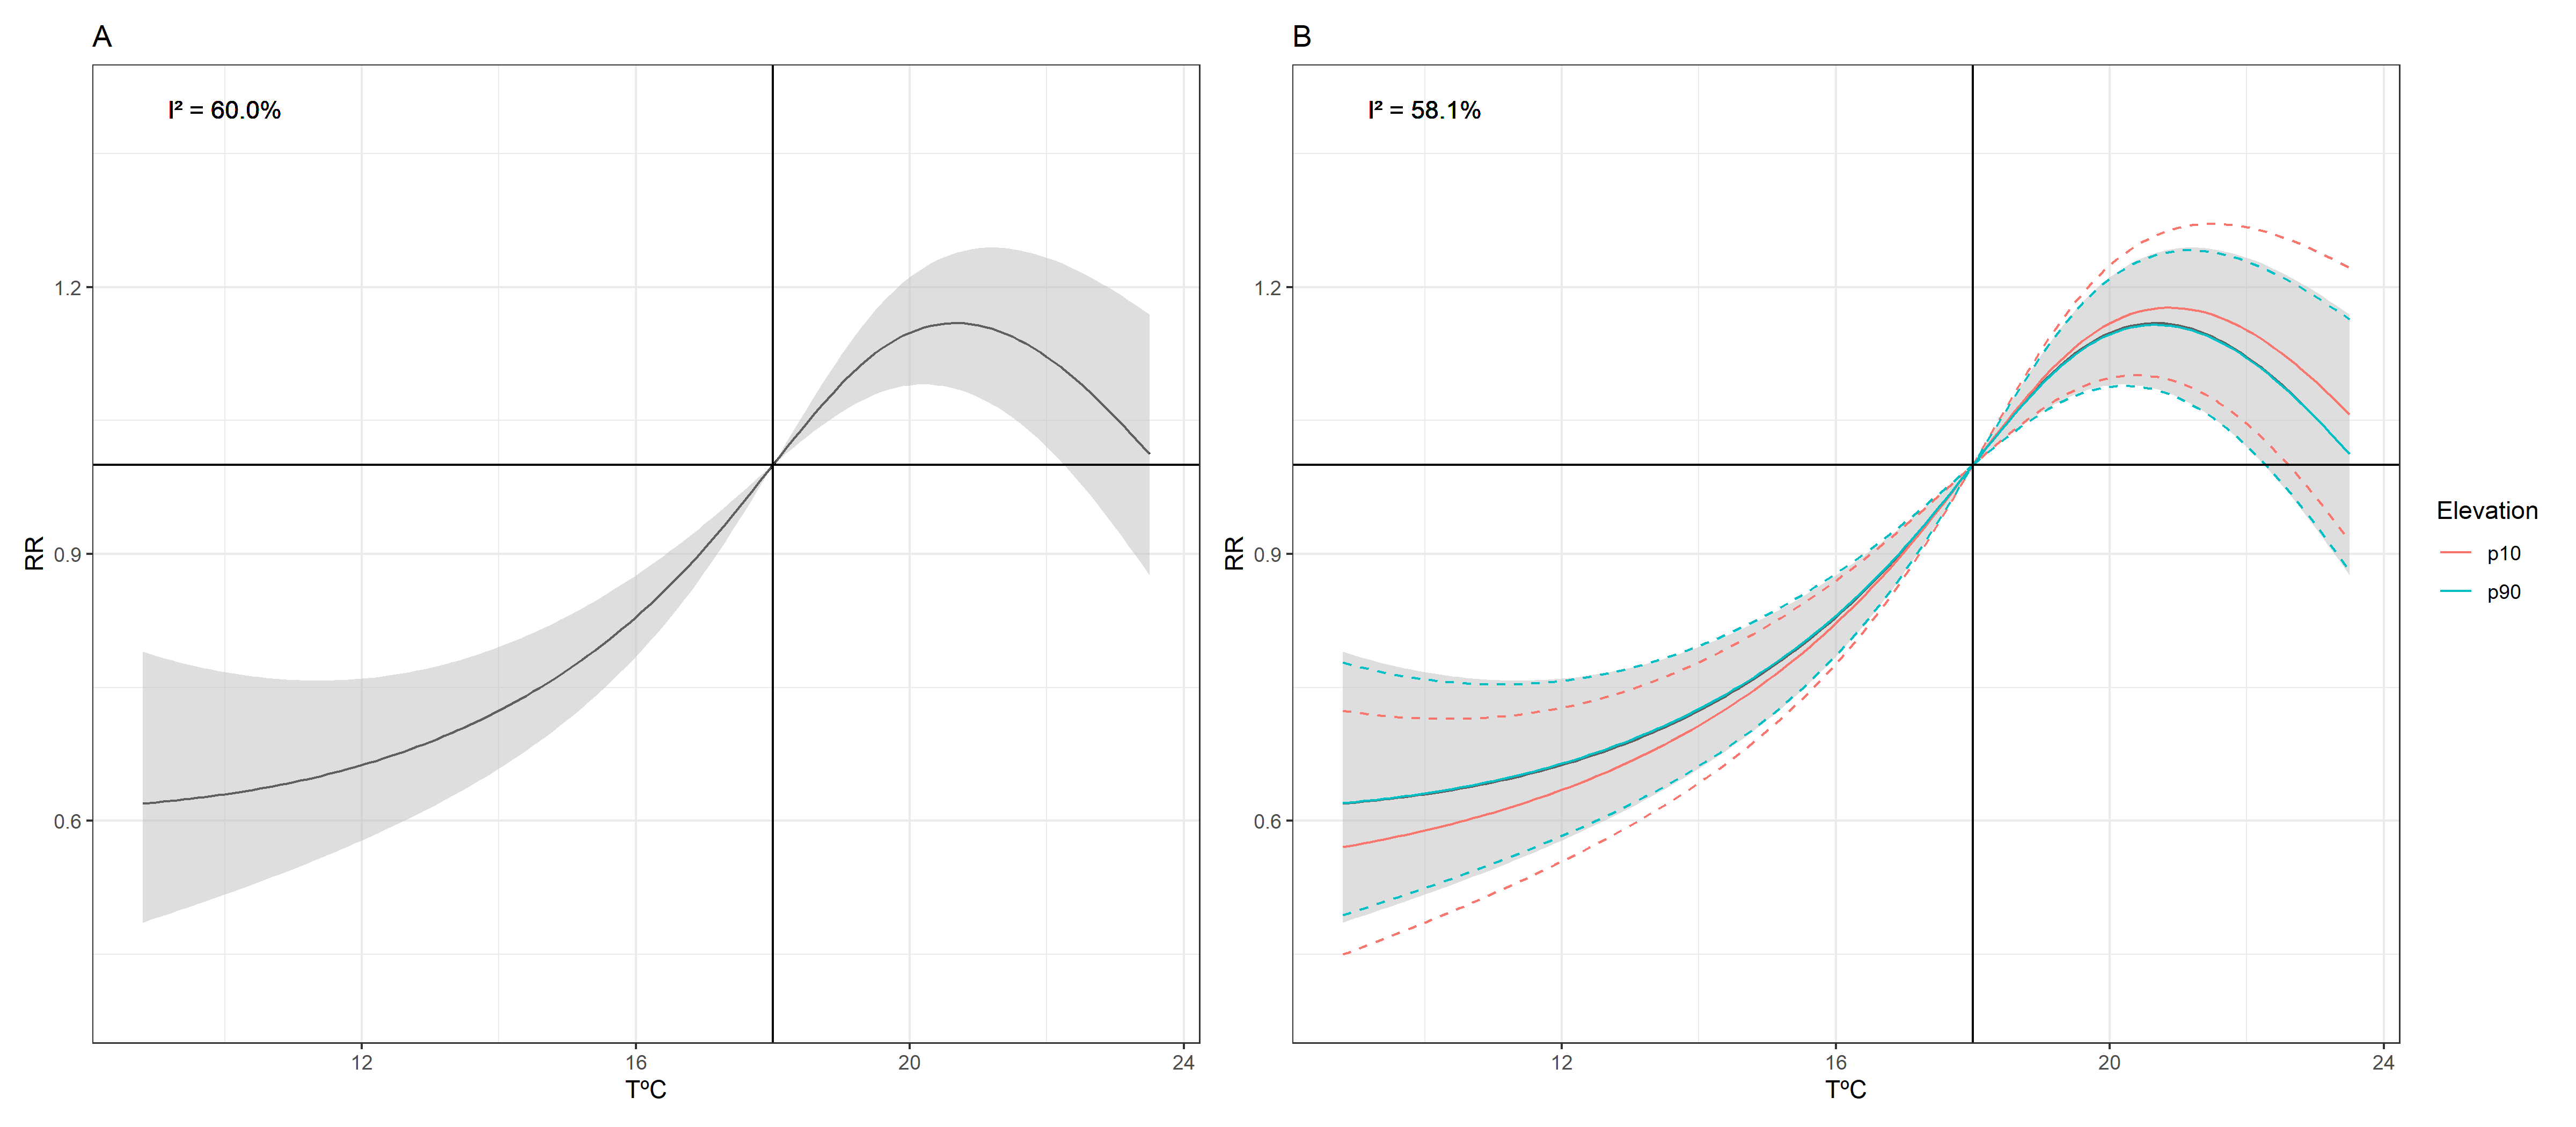 A
I² = 60.0%
1.2
0.9
0.6
RR
12 16 20 24
TºC
B
I² = 58.1%
1.2
0.9
0.6
RR
12 16 20 24
TºC
Elevation
p10
p90